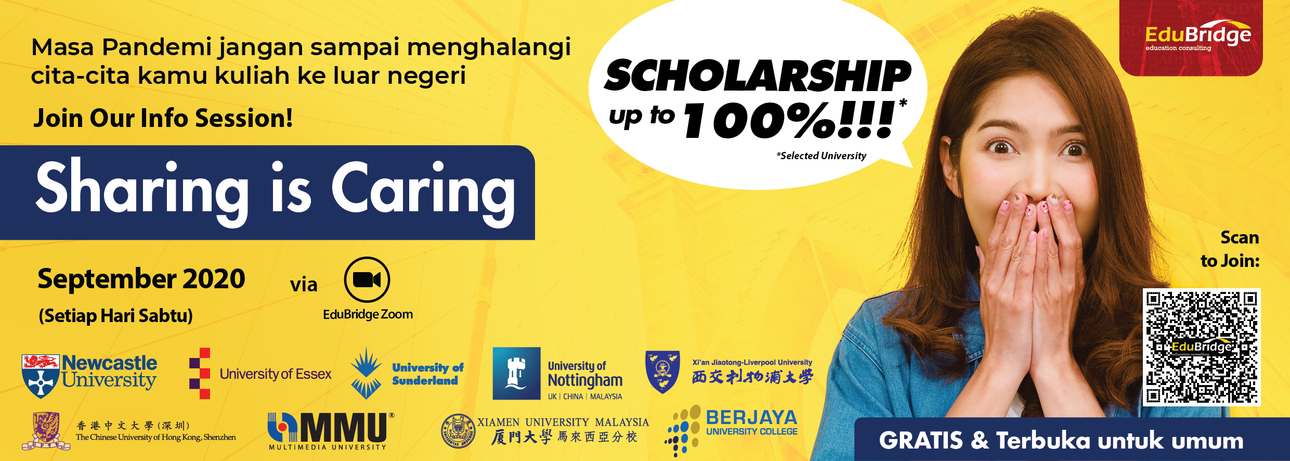 Masa Pandemi jangan sampai menghalangi
cita-cita kamu kuliah ke luar negeri
Join Our Info Session!
Sharing is Caring
September 2020
(Setiap Hari Sabtu)
via
EduBridge Zoom
SCHOLARSHIP
up to 100%!!!*
*Selected University
EduBridge
education consulting
Scan
to Join:
EduBridge
Newcastle
University
University of Essex
University of
Sunderland
University of
Nottingham
UK | CHINA | MALAYSIA
Xi'an Jiaotong-Liverpool University
西交利物浦大學
香港中文大學(深圳)
The Chinese University of Hong Kong, Shenzhen
MMU®
MULTIMEDIA UNIVERSITY
XIAMEN UNIVERSITY MALAYSIA
廈門大學 馬來西亞分校
BERJAYA
UNIVERSITY COLLEGE
GRATIS & Terbuka untuk umum